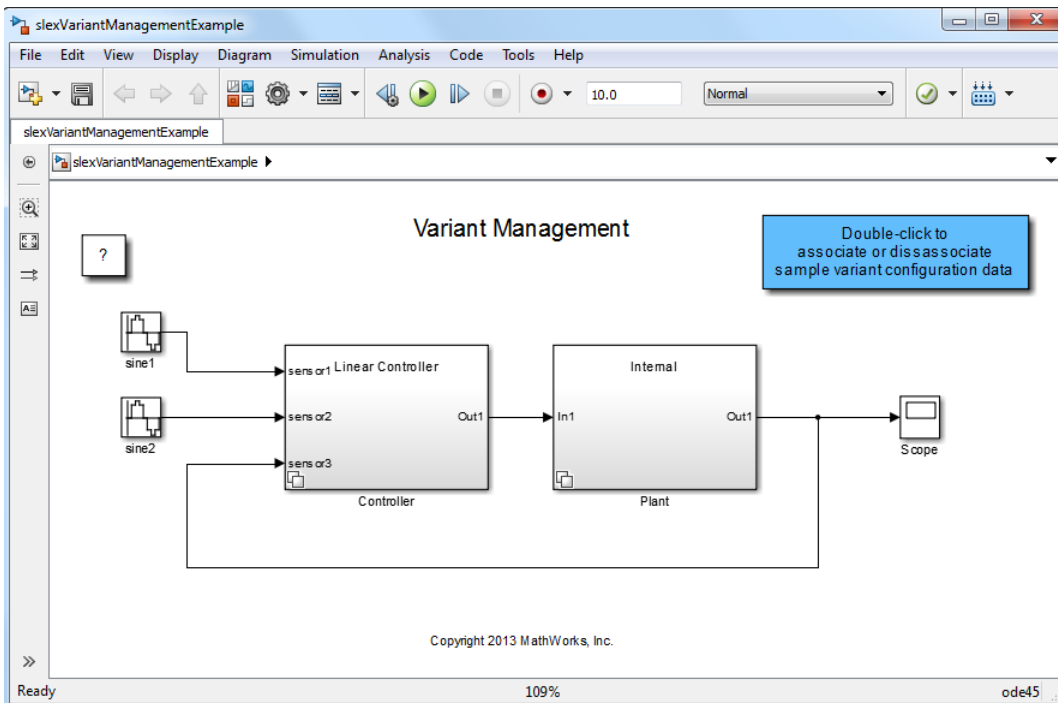 slexVariantManagementExample
File Edit View Display Diagram Simulation Analysis Code Tools Help
10.0 Normal
slexVariantManagementExample
slexVariantManagementExample
Variant Management
?
Double-click to
associate or dissassociate
sample variant configuration data
sine1
sine2
sensor1 Linear Controller
sensor2 Out1
sensor3
Controller
Internal
In1 Out1
Plant
Scope
Copyright 2013 MathWorks, Inc.
Ready 109% ode45